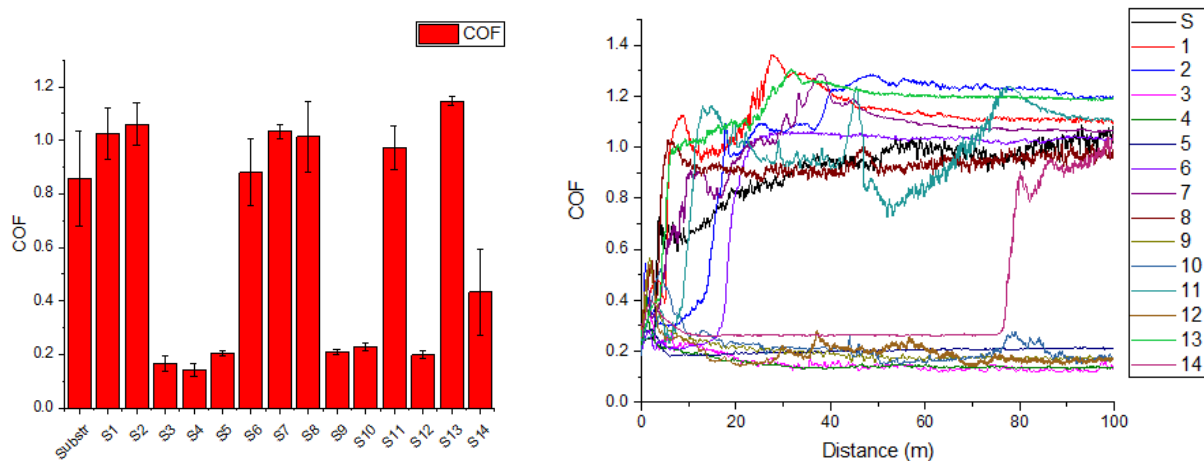 COF
COF
1.2
1.0
0.8
0.6
0.4
0.2
0.0
Substr
S1
S2
S3
S4
S5
S6
S7
S8
S9
S10
S11
S12
S13
S14
COF
1.4
1.2
1.0
0.8
0.6
0.4
0.2
0.0
0
20
40
60
80
100
Distance (m)
S
1
2
3
4
5
6
7
8
9
10
11
12
13
14